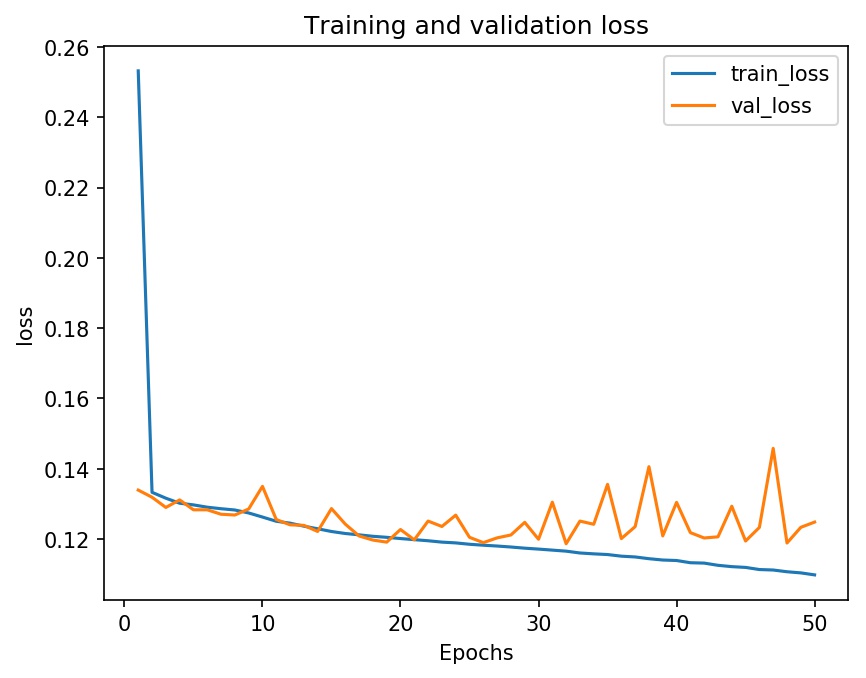 Training and validation loss
train_loss
val_loss
0.26
0.24
0.22
0.20
0.18
0.16
0.14
0.12
loss
0 10 20 30 40 50
Epochs